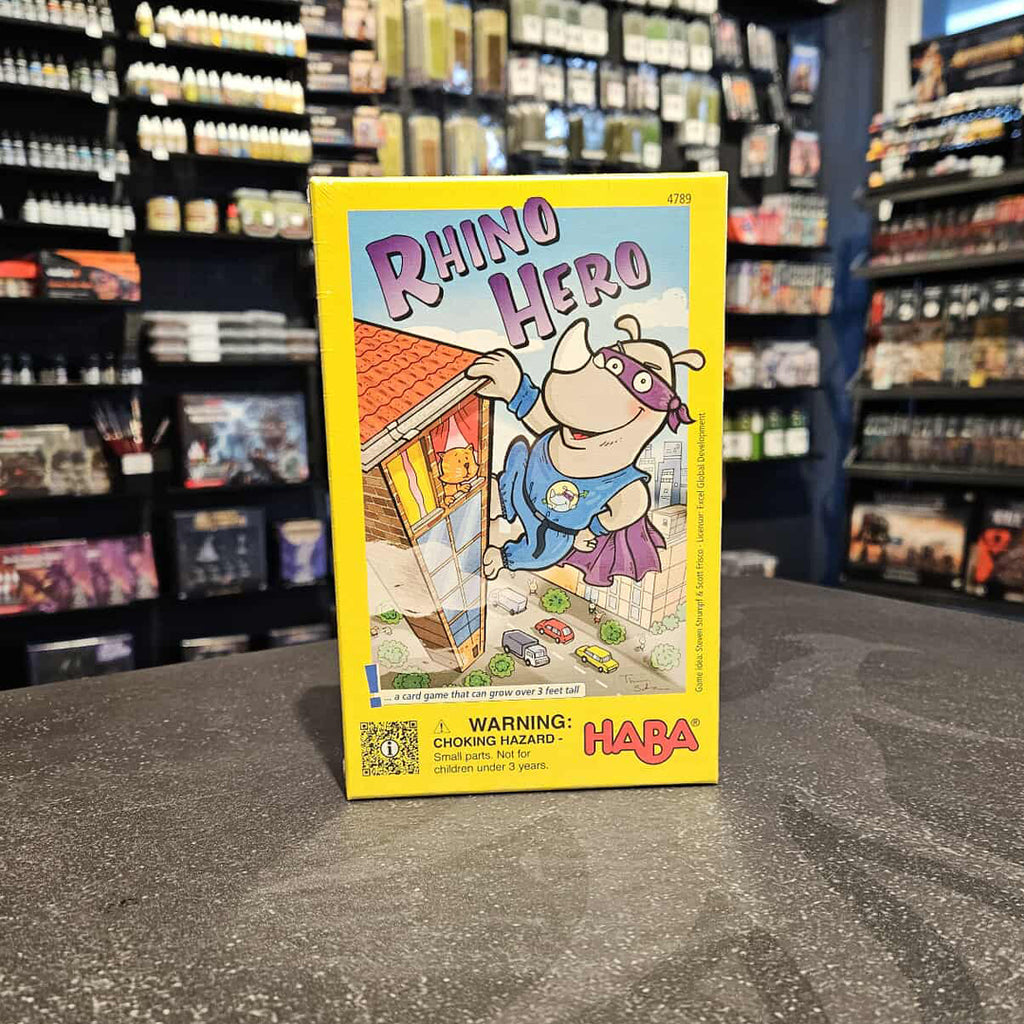 4789
RHINO
HERO
... a card game that can grow over 3 feet tall
Game idea: Steven Strumpf & Scott Frisco - Licensor: Excel Global Development
WARNING:
CHOKING HAZARD -
Small parts. Not for
children under 3 years.
HABA®